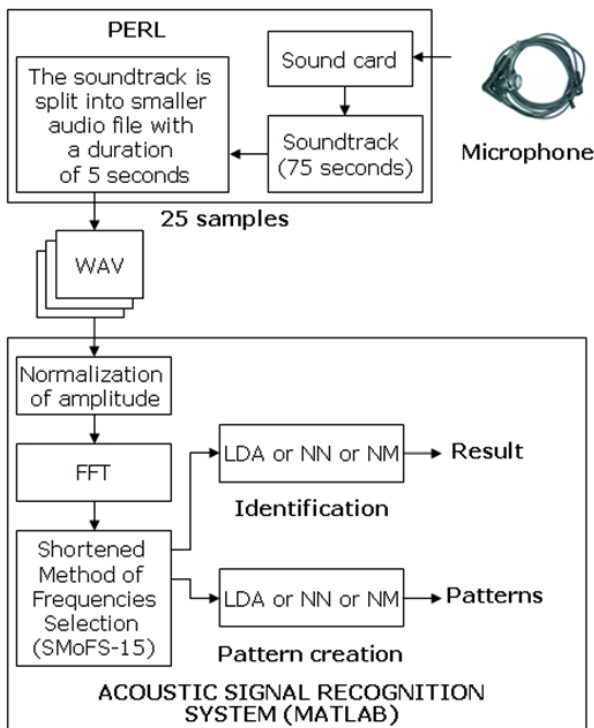 PERL
Sound card
Microphone
The soundtrack is
split into smaller
audio file with
a duration
of 5 seconds
Soundtrack
(75 seconds)
25 samples
WAV
Normalization
of amplitude
FFT
Shortened
Method of
Frequencies
Selection
(SMoFS-15)
LDA or NN or NM
Result
Identification
LDA or NN or NM
Patterns
Pattern creation
ACOUSTIC SIGNAL RECOGNITION
SYSTEM (MATLAB)